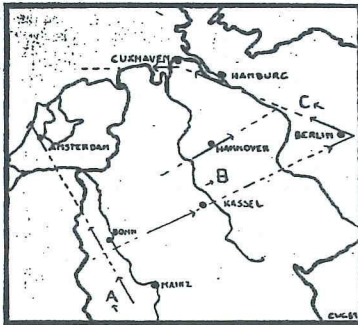 CUXHAVEN
HAMBURG
C
AMSTERDAM
HANNOVER
BERLIN
B
KASSEL
BONN
A
MAINZ